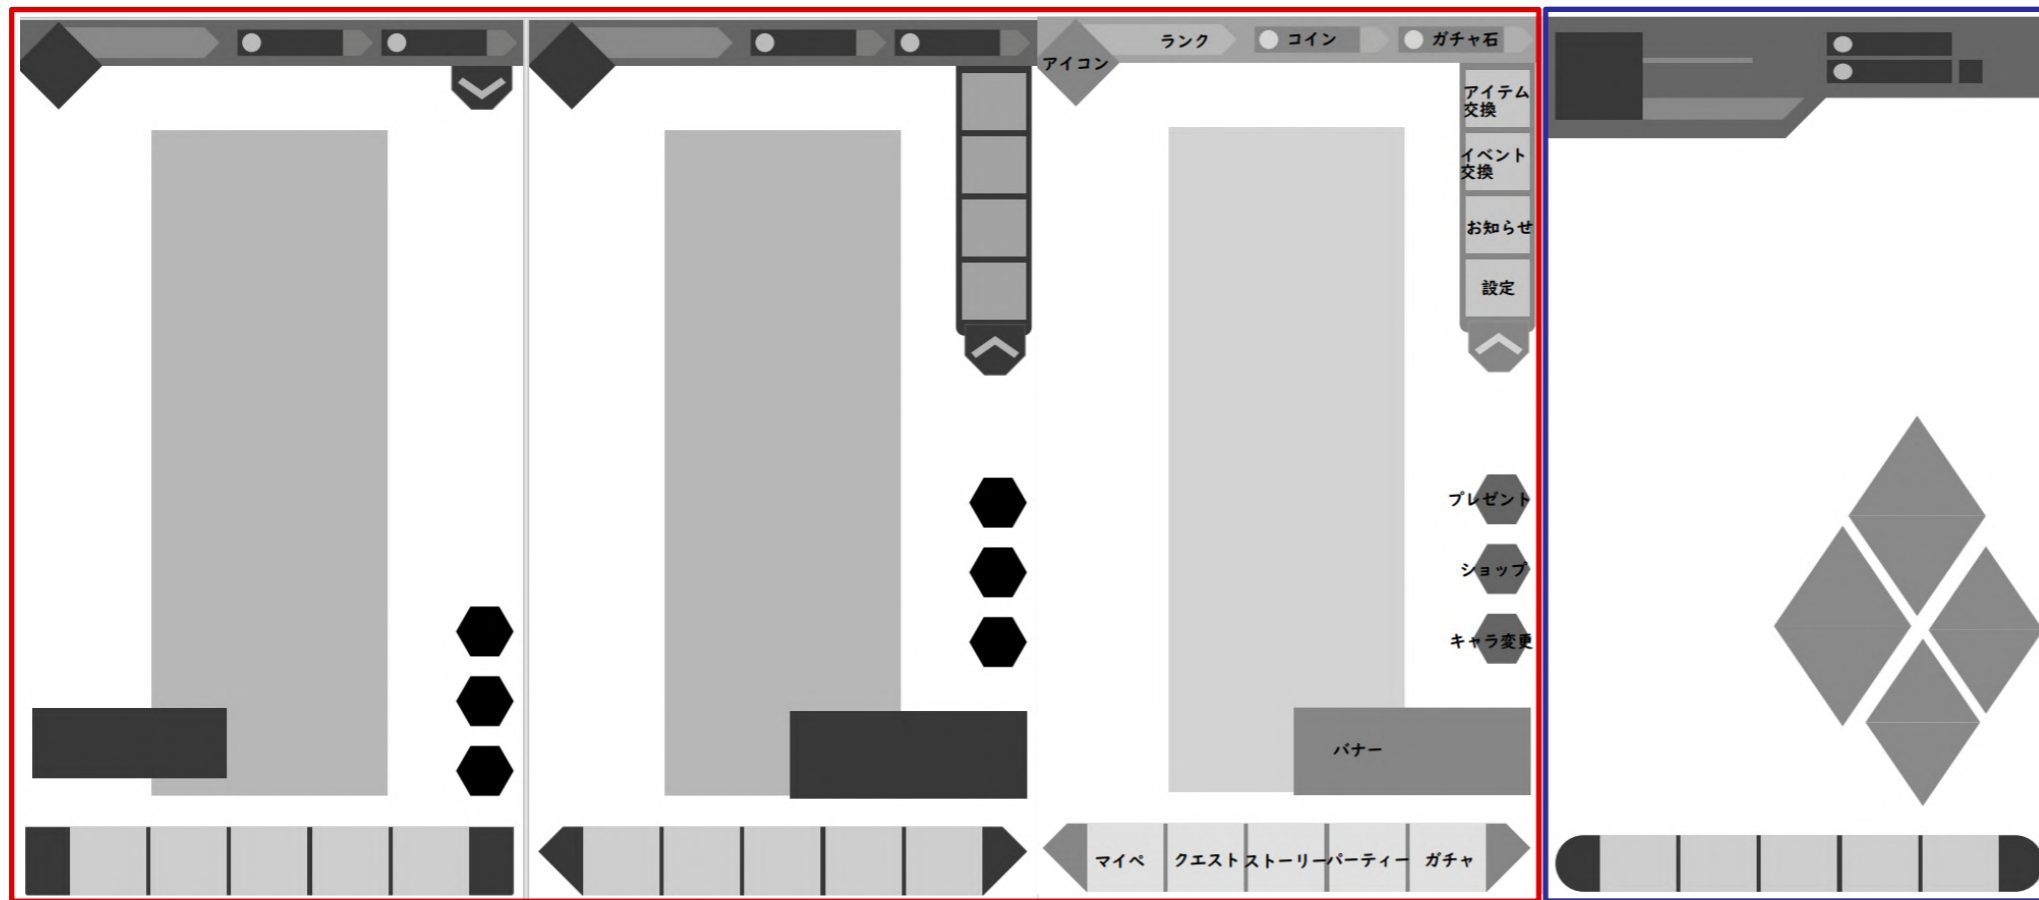 ランク
コイン
ガチャ石
アイコン
アイテム
交換
イベント
交換
お知らせ
設定
プレゼント
ショップ
キャラ変更
バナー
マイペ
クエスト
ストーリー
パーティー
ガチャ